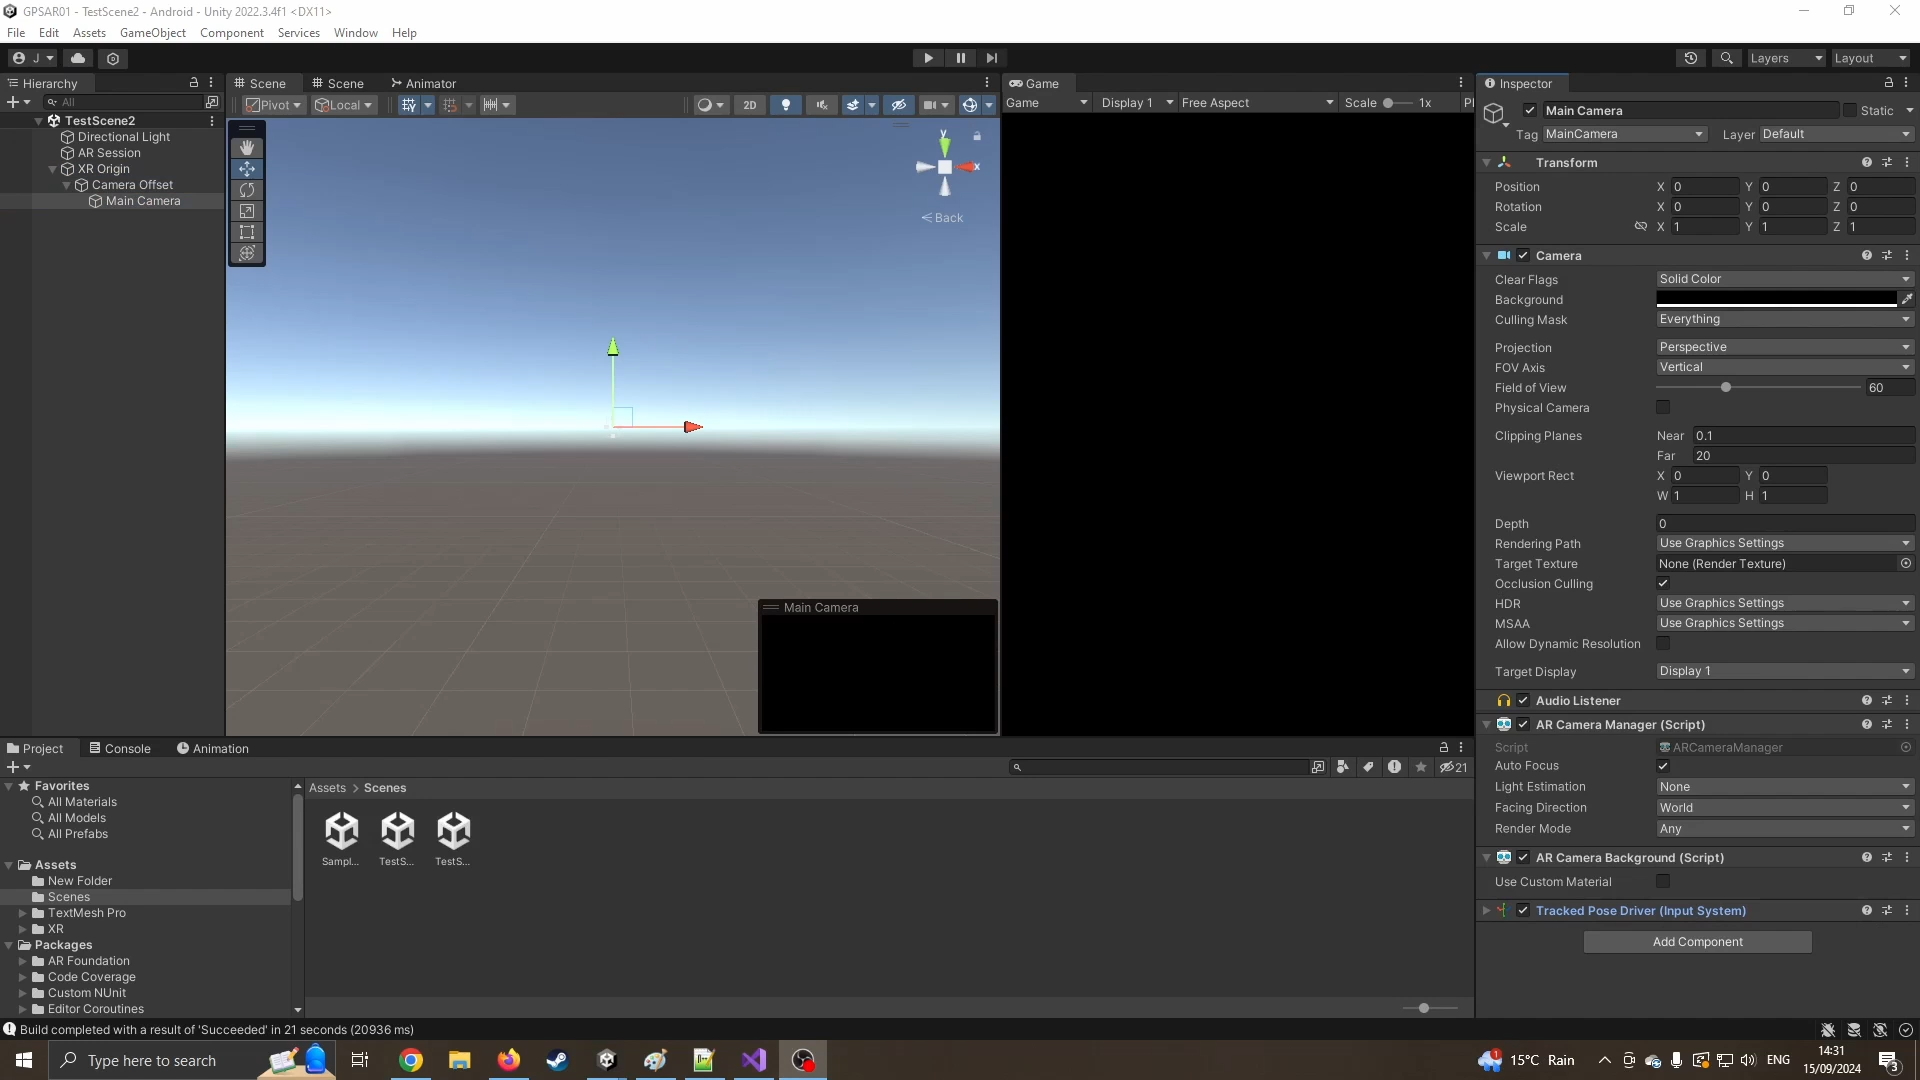 GPSAR01 - TestScene2 - Android - Unity 2022.3.4f1 <DX11>
File Edit Assets GameObject Component Services Window Help
J Layers Layout
Hierarchy
All
TestScene2
Directional Light
AR Session
XR Origin
Camera Offset
Main Camera
Scene Scene Animator
Pivot Local 2D
y
x
Back
Main Camera
Game
Game Display 1 Free Aspect Scale 1x Pl
Inspector
Main Camera Static
Tag MainCamera Layer Default
Transform
Position X 0 Y 0 Z 0
Rotation X 0 Y 0 Z 0
Scale X 1 Y 1 Z 1
Camera
Clear Flags Solid Color
Background
Culling Mask Everything
Projection Perspective
FOV Axis Vertical
Field of View 60
Physical Camera
Clipping Planes Near 0.1
Far 20
Viewport Rect X 0 Y 0
W 1 H 1
Depth 0
Rendering Path Use Graphics Settings
Target Texture None (Render Texture)
Occlusion Culling
HDR Use Graphics Settings
MSAA Use Graphics Settings
Allow Dynamic Resolution
Target Display Display 1
Audio Listener
AR Camera Manager (Script)
Script ARCameraManager
Auto Focus
Light Estimation None
Facing Direction World
Render Mode Any
AR Camera Background (Script)
Use Custom Material
Tracked Pose Driver (Input System)
Add Component
Project Console Animation
21
Favorites
All Materials
All Models
All Prefabs
Assets
New Folder
Scenes
TextMesh Pro
XR
Packages
AR Foundation
Code Coverage
Custom NUnit
Editor Coroutines
Assets > Scenes
Sampl... TestS... TestS...
Build completed with a result of 'Succeeded' in 21 seconds (20936 ms)
Type here to search
1 15°C Rain ENG 14:31
15/09/2024
3